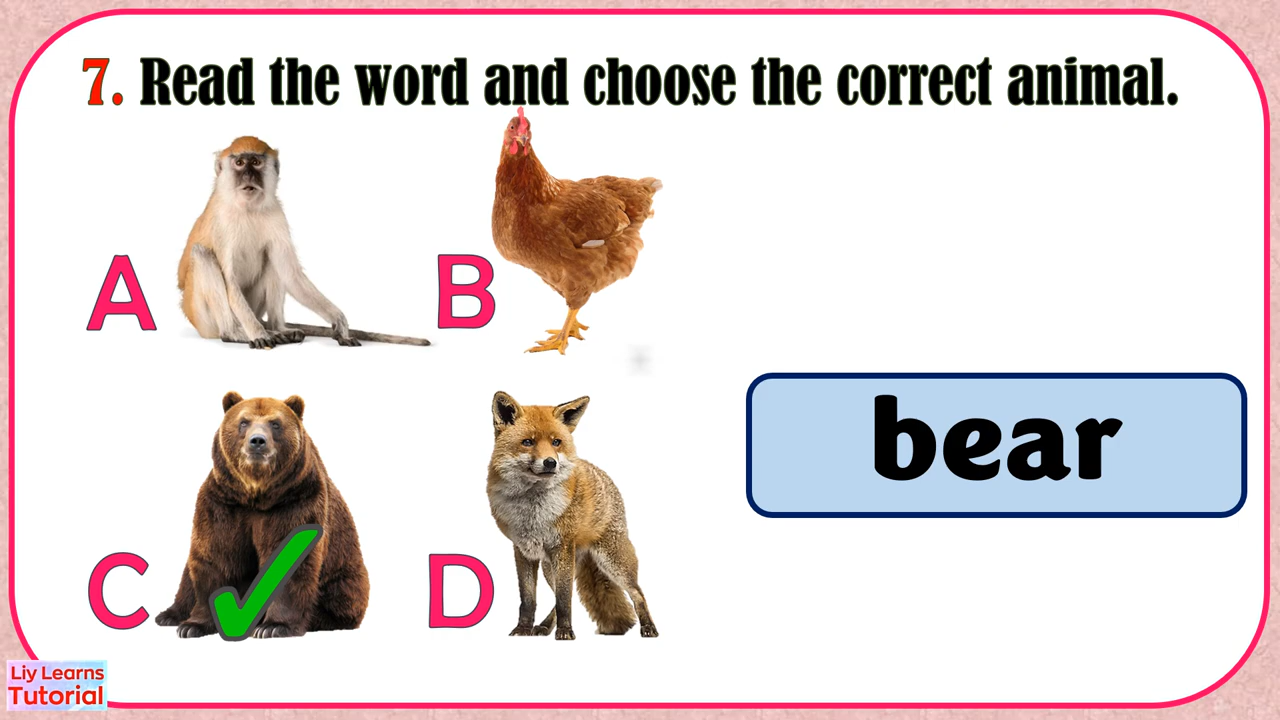 7. Read the word and choose the correct animal.
A
B
bear
C
D
Liy Learns
Tutorial